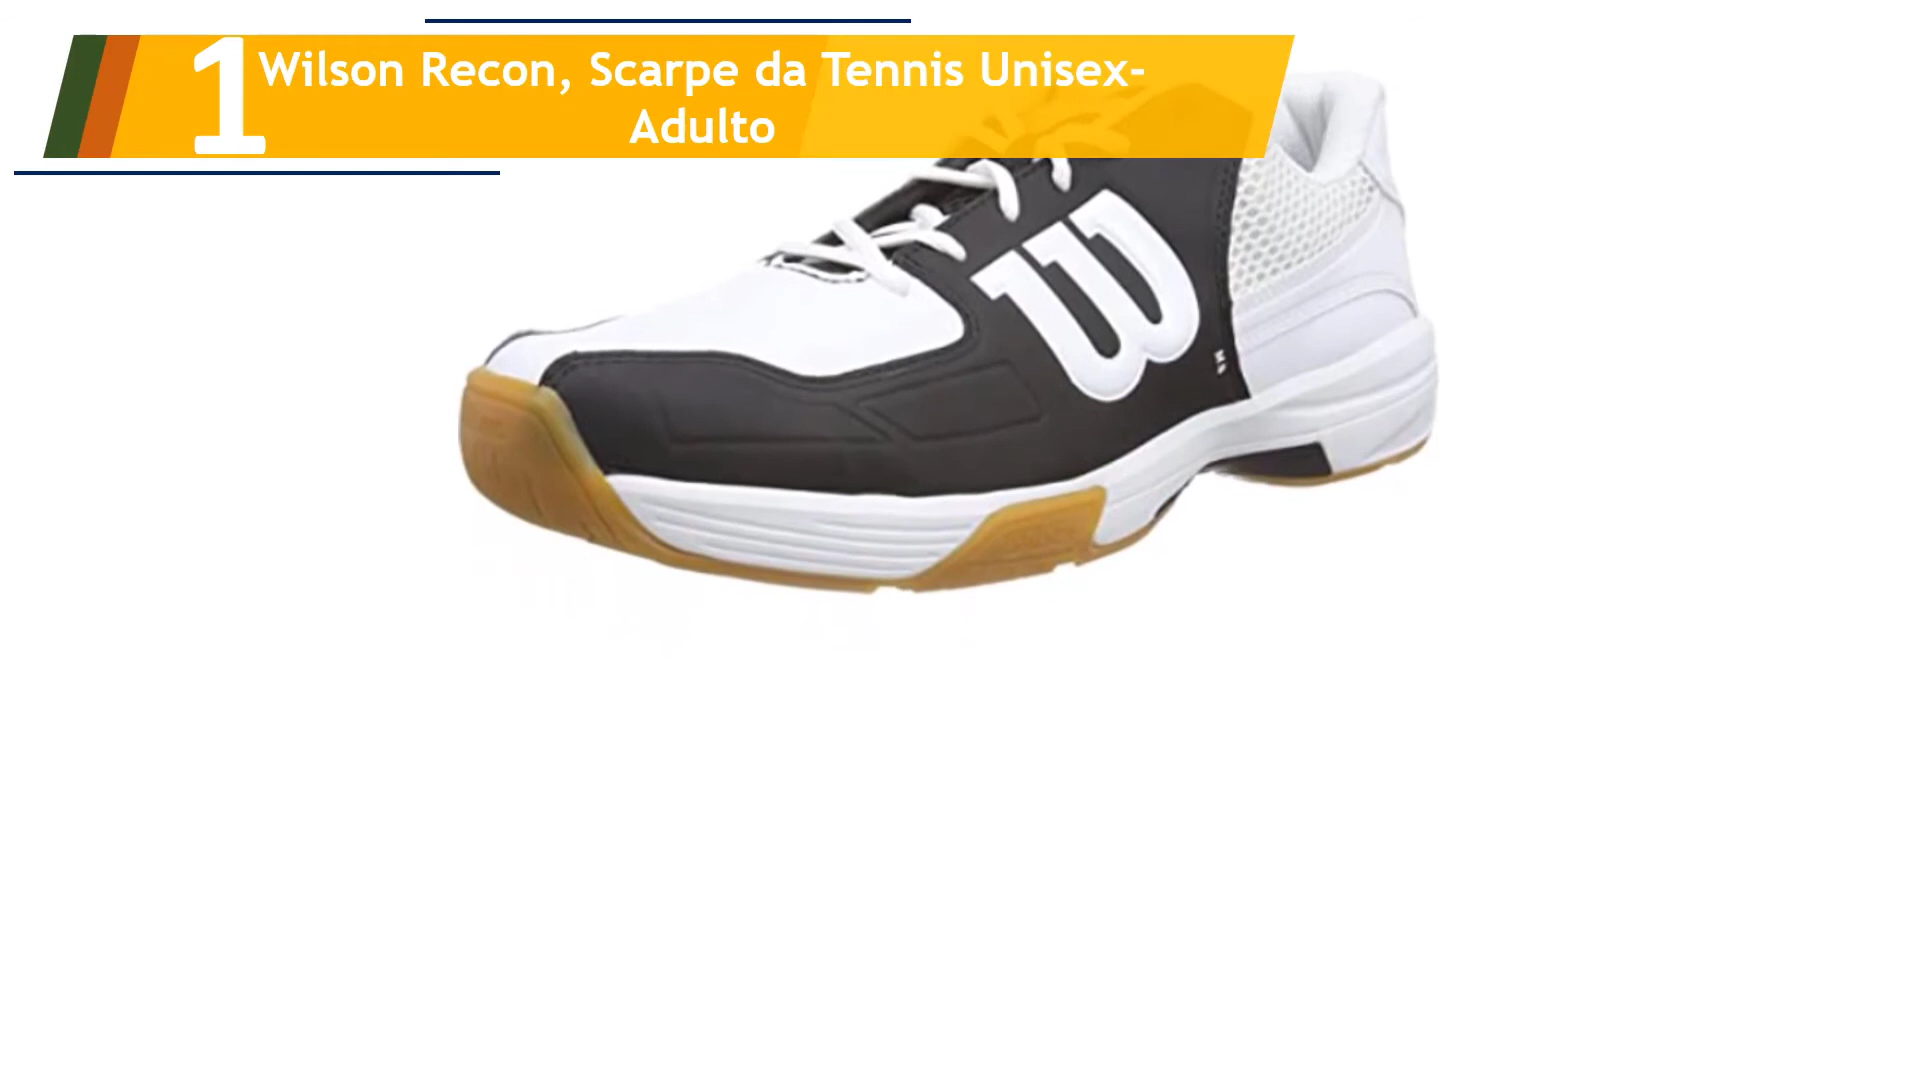 1
Wilson Recon, Scarpe da Tennis Unisex-
Adulto
W